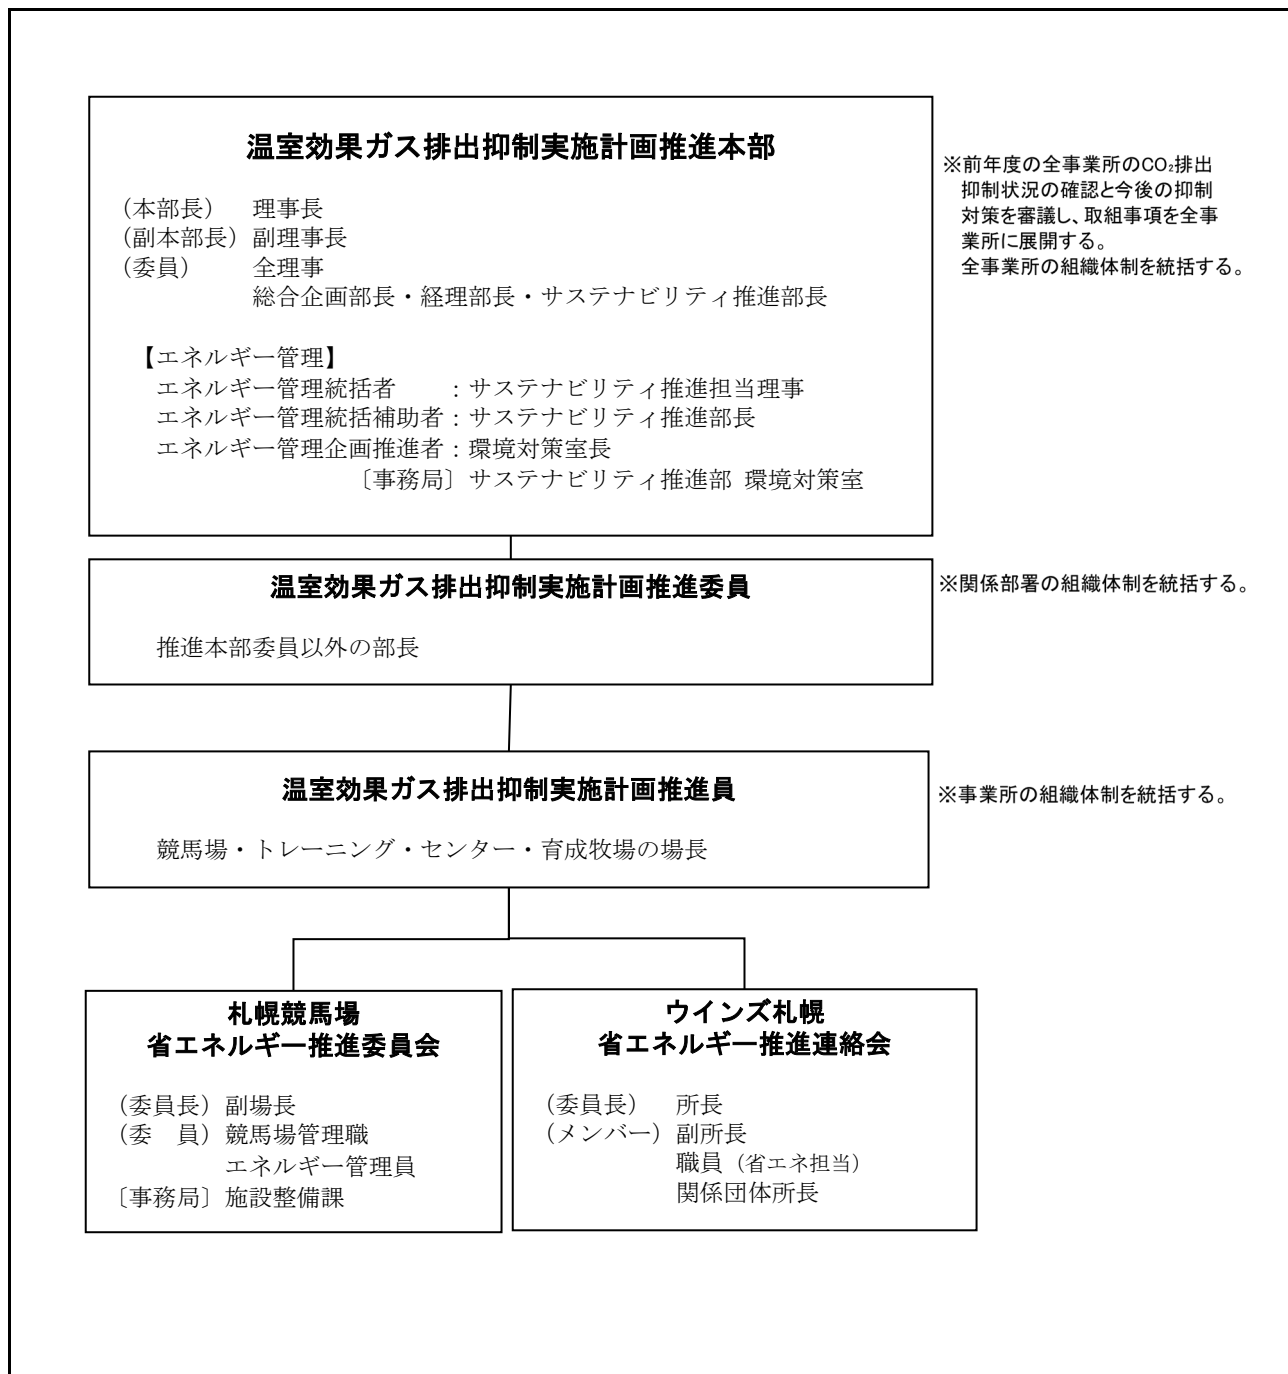 温室効果ガス排出抑制実施計画推進本部
（本部長） 理事長
（副本部長）副理事長
（委員） 全理事
総合企画部長・経理部長・サステナビリティ推進部長
【エネルギー管理】
エネルギー管理統括者 ：サステナビリティ推進担当理事
エネルギー管理統括補助者：サステナビリティ推進部長
エネルギー管理企画推進者：環境対策室長
〔事務局〕サステナビリティ推進部 環境対策室
※前年度の全事業所のCO₂排出
抑制状況の確認と今後の抑制
対策を審議し、取組事項を全事
業所に展開する。
全事業所の組織体制を統括する。
温室効果ガス排出抑制実施計画推進委員
推進本部委員以外の部長
※関係部署の組織体制を統括する。
温室効果ガス排出抑制実施計画推進員
競馬場・トレーニング・センター・育成牧場の場長
※事業所の組織体制を統括する。
札幌競馬場
省エネルギー推進委員会
（委員長）副場長
（委　員）競馬場管理職
エネルギー管理員
〔事務局〕施設整備課
ウインズ札幌
省エネルギー推進連絡会
（委員長） 所長
（メンバー）副所長
職員（省エネ担当）
関係団体所長